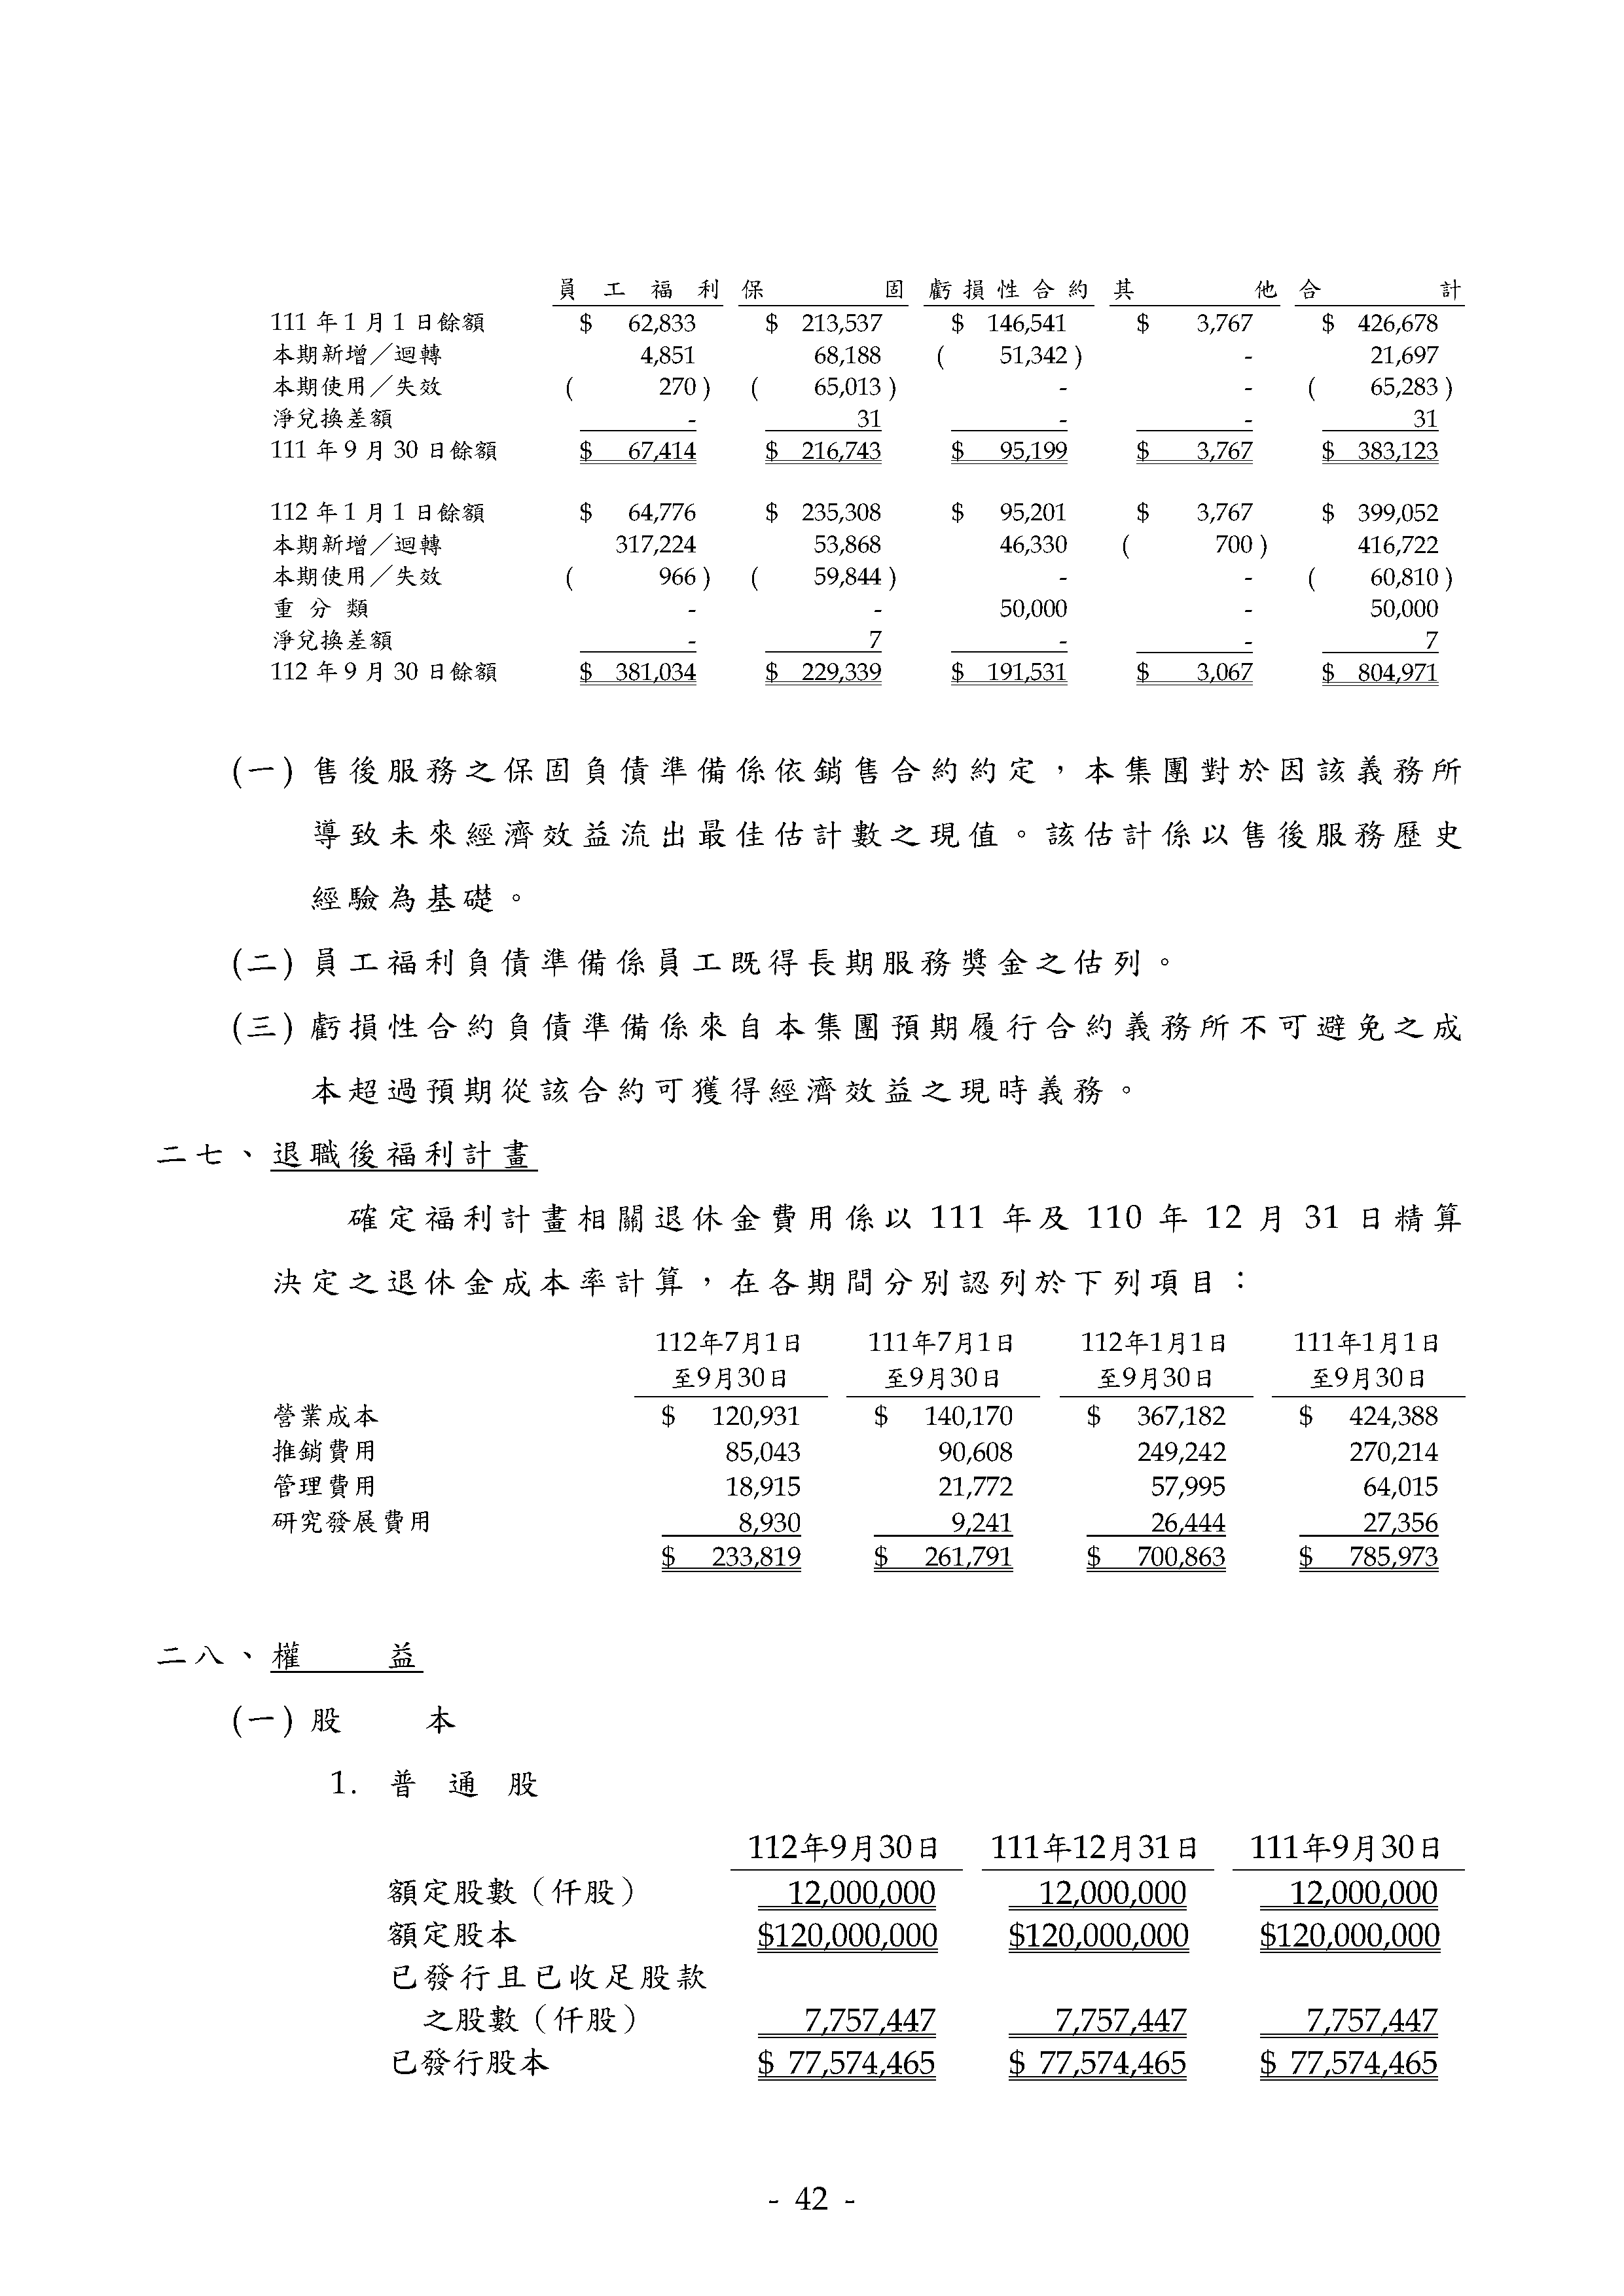 員工福利 保固 虧損性合約 其他 合計
111年1月1日餘額 $ 62,833 $ 213,537 $ 146,541 $ 3,767 $ 426,678
本期新增／迴轉 4,851 68,188 ( 51,342 ) - 21,697
本期使用／失效 ( 270 ) ( 65,013 ) - - ( 65,283 )
淨兌換差額 - 31 - - 31
111年9月30日餘額 $ 67,414 $ 216,743 $ 95,199 $ 3,767 $ 383,123
112年1月1日餘額 $ 64,776 $ 235,308 $ 95,201 $ 3,767 $ 399,052
本期新增／迴轉 317,224 53,868 46,330 ( 700 ) 416,722
本期使用／失效 ( 966 ) ( 59,844 ) - - ( 60,810 )
重分類 - - 50,000 - 50,000
淨兌換差額 - 7 - - 7
112年9月30日餘額 $ 381,034 $ 229,339 $ 191,531 $ 3,067 $ 804,971
(一) 售後服務之保固負債準備係依銷售合約約定，本集團對於因該義務所
導致未來經濟效益流出最佳估計數之現值。該估計係以售後服務歷史
經驗為基礎。
(二) 員工福利負債準備係員工既得長期服務獎金之估列。
(三) 虧損性合約負債準備係來自本集團預期履行合約義務所不可避免之成
本超過預期從該合約可獲得經濟效益之現時義務。
二七、退職後福利計畫
確定福利計畫相關退休金費用係以 111 年及 110 年 12 月 31 日精算
決定之退休金成本率計算，在各期間分別認列於下列項目：
112年7月1日 111年7月1日 112年1月1日 111年1月1日
至9月30日 至9月30日 至9月30日 至9月30日
營業成本 $ 120,931 $ 140,170 $ 367,182 $ 424,388
推銷費用 85,043 90,608 249,242 270,214
管理費用 18,915 21,772 57,995 64,015
研究發展費用 8,930 9,241 26,444 27,356
$ 233,819 $ 261,791 $ 700,863 $ 785,973
二八、權益
(一) 股本
1. 普通股
112年9月30日 111年12月31日 111年9月30日
額定股數（仟股） 12,000,000 12,000,000 12,000,000
額定股本 $120,000,000 $120,000,000 $120,000,000
已發行且已收足股款
之股數（仟股） 7,757,447 7,757,447 7,757,447
已發行股本 $ 77,574,465 $ 77,574,465 $ 77,574,465
- 42 -